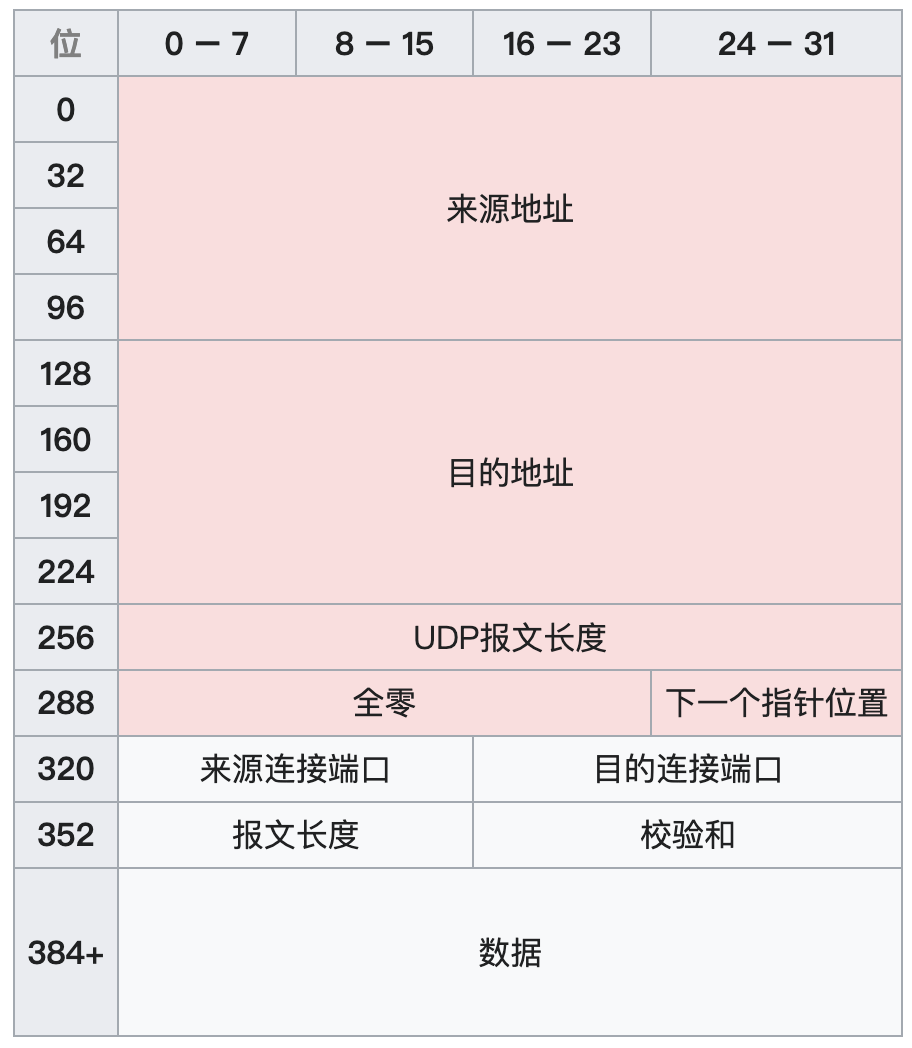 位 0 — 7 8 — 15 16 — 23 24 — 31
0
32
64
96
来源地址
128
160
192
224
目的地址
256 UDP报文长度
288 全零 下一个指针位置
320 来源连接端口 目的连接端口
352 报文长度 校验和
384+ 数据